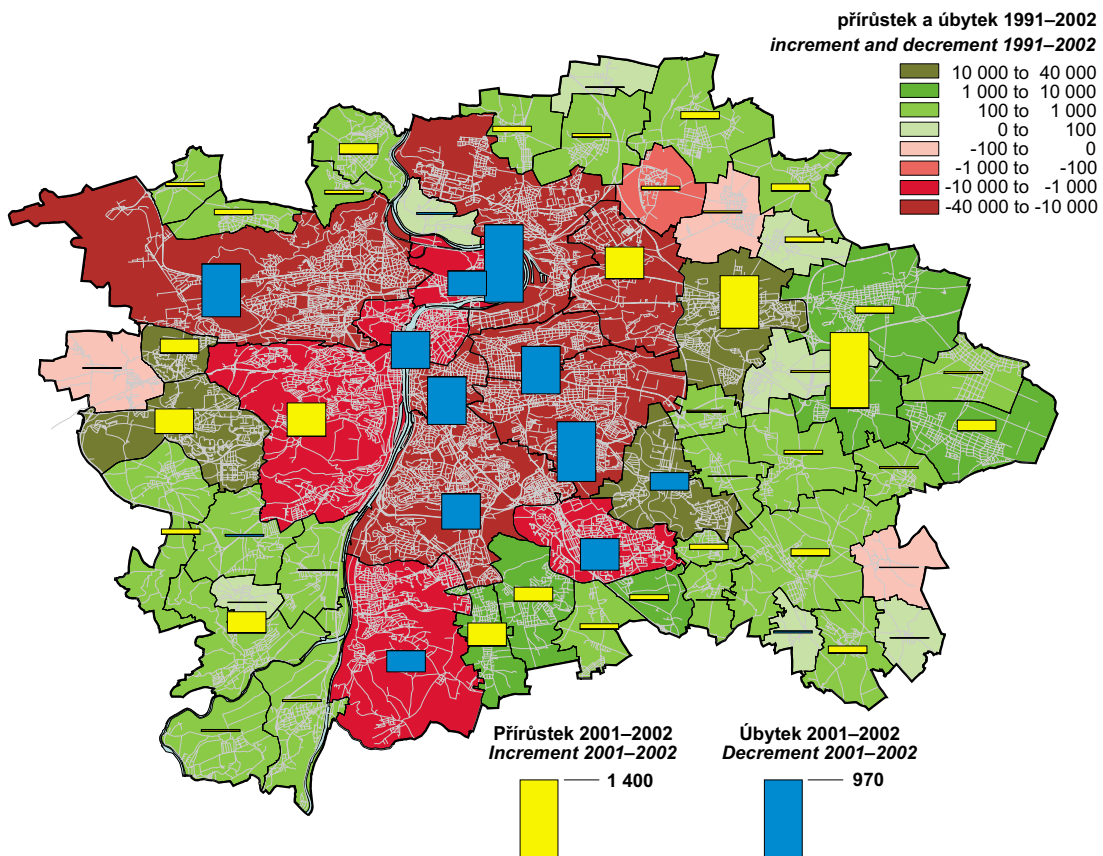 přírůstek a úbytek 1991–2002
increment and decrement 1991–2002
10 000 to 40 000
1 000 to 10 000
100 to 1 000
0 to 100
-100 to 0
-1 000 to -100
-10 000 to -1 000
-40 000 to -10 000
Přírůstek 2001–2002
Increment 2001–2002
1 400
Úbytek 2001–2002
Decrement 2001–2002
970